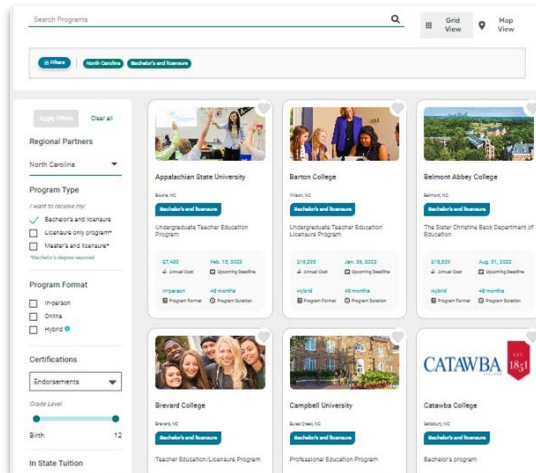 Search Programs
Grid View
Map View
Filters
North Carolina
Bachelor's and licensure
Apply Filters
Clear all
Regional Partners
North Carolina
Program Type
I want to receive my:
Bachelor's and licensure
Licensure only program*
Master's and licensure*
*Bachelor's degree required
Program Format
In-person
Online
Hybrid
Certifications
Endorsements
Grade Level
Birth
12
In State Tuition
Appalachian State University
Boone, NC
Bachelor's and licensure
Undergraduate Teacher Education Program
$7,400
Feb. 15, 2023
Annual Cost
Upcoming Deadline
In-person
48 months
Program Format
Program Duration
Barton College
Wilson, NC
Bachelor's and licensure
Undergraduate Teacher Education Licensure Program
Jan. 06, 2023
Annual Cost
Upcoming Deadline
Hybrid
48 months
Program Format
Program Duration
Belmont Abbey College
Belmont, NC
Bachelor's and licensure
The Sister Christine Beck Department of Education
Aug. 01, 2023
Annual Cost
Upcoming Deadline
Hybrid
48 months
Program Format
Program Duration
Brevard College
Brevard, NC
Bachelor's and licensure
Teacher Education/Licensure Program
Campbell University
Buies Creek, NC
Bachelor's and licensure
Professional Education Program
CATAWBA
EST.
1851
Catawba College
Salisbury, NC
Bachelor's and licensure
Bachelor's program